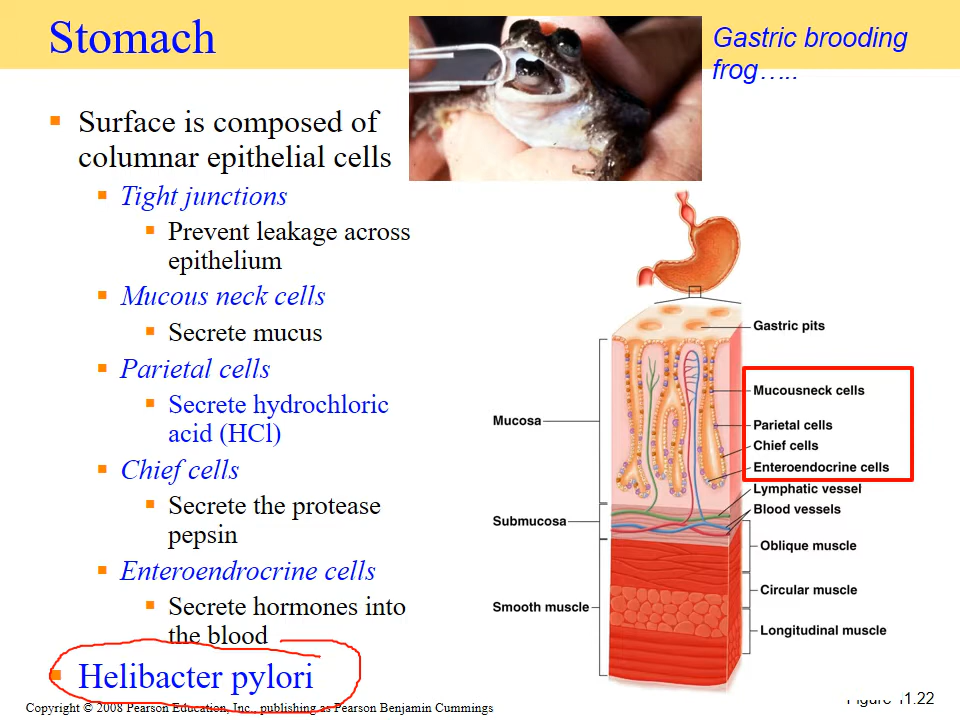 Stomach
Gastric brooding
frog…..
Surface is composed of
columnar epithelial cells
Tight junctions
Prevent leakage across
epithelium
Mucous neck cells
Secrete mucus
Parietal cells
Secrete hydrochloric
acid (HCl)
Chief cells
Secrete the protease
pepsin
Enteroendrocrine cells
Secrete hormones into
the blood
Helibacter pylori
Gastric pits
Mucousneck cells
Parietal cells
Chief cells
Enteroendocrine cells
Lymphatic vessel
Blood vessels
Oblique muscle
Circular muscle
Longitudinal muscle
Mucosa
Submucosa
Smooth muscle
Figure 11.22
Copyright © 2008 Pearson Education, Inc., publishing as Pearson Benjamin Cummings